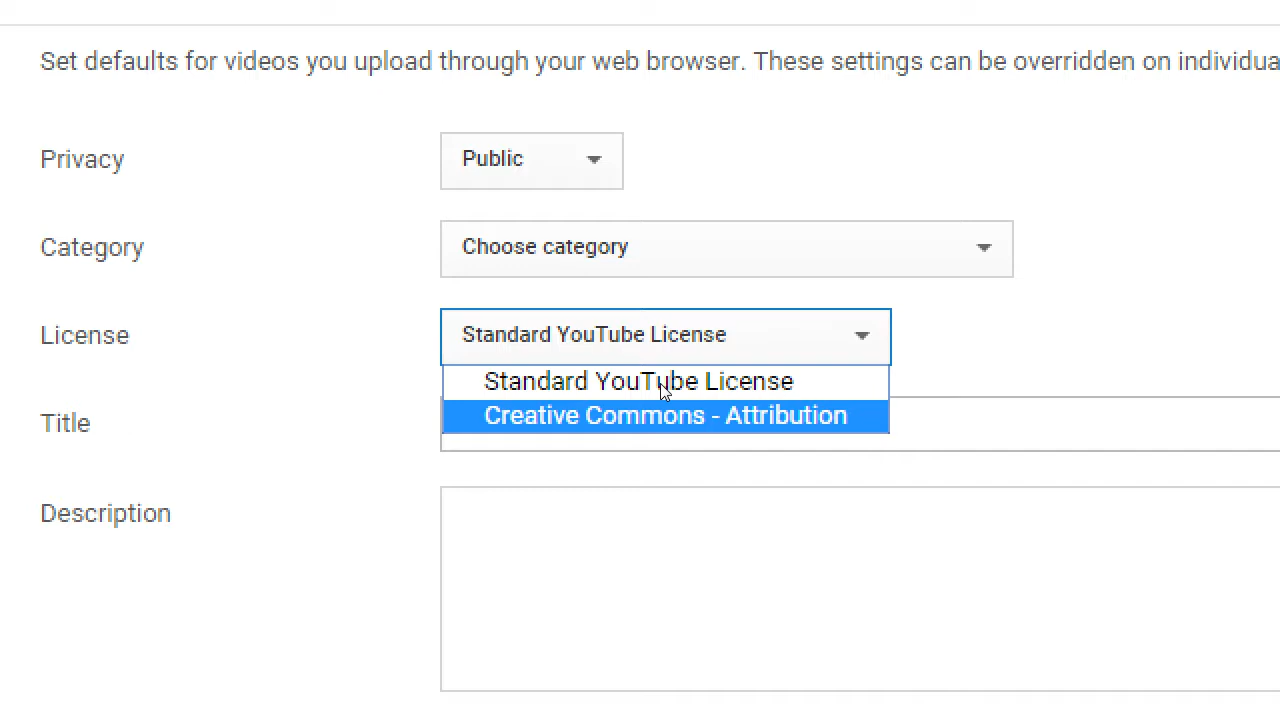 Set defaults for videos you upload through your web browser. These settings can be overridden on individua
Privacy
Public
Category
Choose category
License
Standard YouTube License
Standard YouTube License
Creative Commons - Attribution
Title
Description